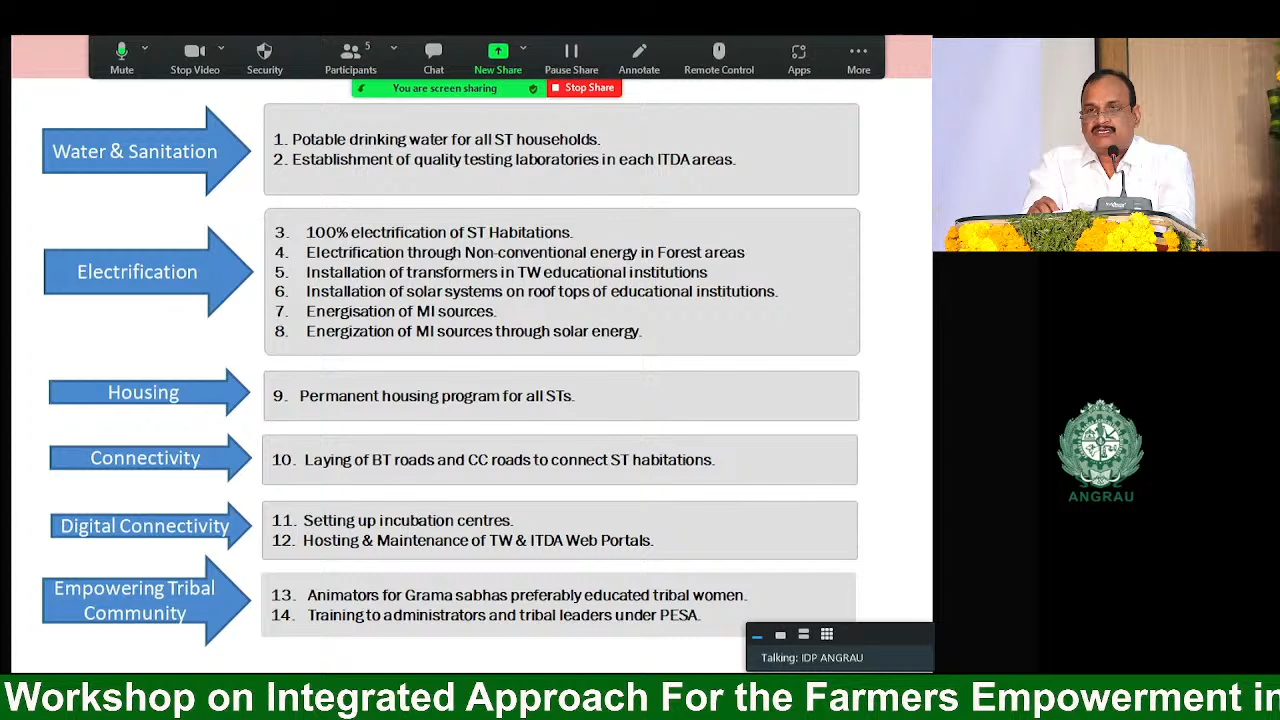 Mute
Stop Video
Security
5
Participants
Chat
New Share
Pause Share
Annotate
Remote Control
Apps
More
You are screen sharing
Stop Share
Water & Sanitation
1. Potable drinking water for all ST households.
2. Establishment of quality testing laboratories in each ITDA areas.
Electrification
3. 100% electrification of ST Habitations.
4. Electrification through Non-conventional energy in Forest areas
5. Installation of transformers in TW educational institutions
6. Installation of solar systems on roof tops of educational institutions.
7. Energisation of MI sources.
8. Energization of MI sources through solar energy.
Housing
9. Permanent housing program for all STs.
Connectivity
10. Laying of BT roads and CC roads to connect ST habitations.
Digital Connectivity
11. Setting up incubation centres.
12. Hosting & Maintenance of TW & ITDA Web Portals.
Empowering Tribal
Community
13. Animators for Grama sabhas preferably educated tribal women.
14. Training to administrators and tribal leaders under PESA.
Talking: IDP ANGRAU
ANGRAU
Workshop on Integrated Approach For the Farmers Empowerment in